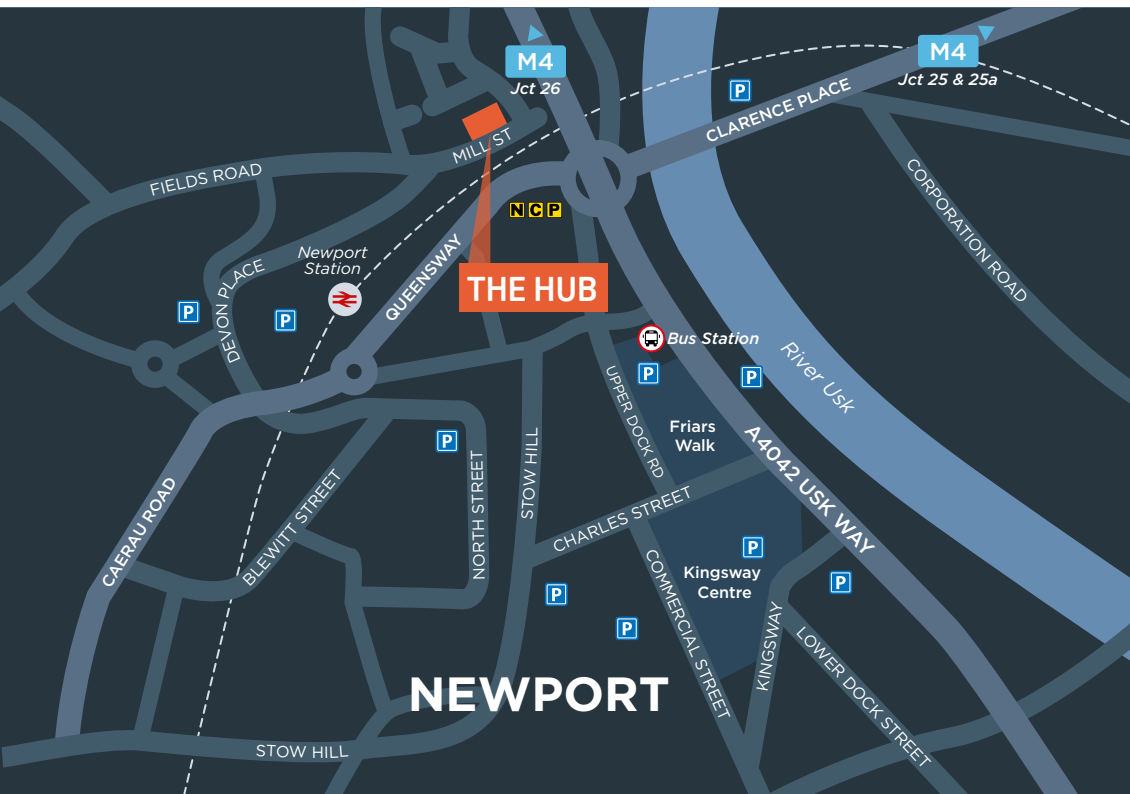 M4
Jct 26
M4
Jct 25 & 25a
P
CLARENCE PLACE
MILL ST
FIELDS ROAD
CORPORATION ROAD
NCP
Newport
Station
QUEENSWAY
DEVON PLACE
THE HUB
P
P
Bus Station
River Usk
P
P
UPPER DOCK RD
Friars
Walk
A4042 USK WAY
P
STOW HILL
NORTH STREET
BLEWITT STREET
CAERAU ROAD
CHARLES STREET
P
Kingsway
Centre
COMMERCIAL STREET
P
P
P
KINGSWAY
LOWER DOCK STREET
NEWPORT
STOW HILL